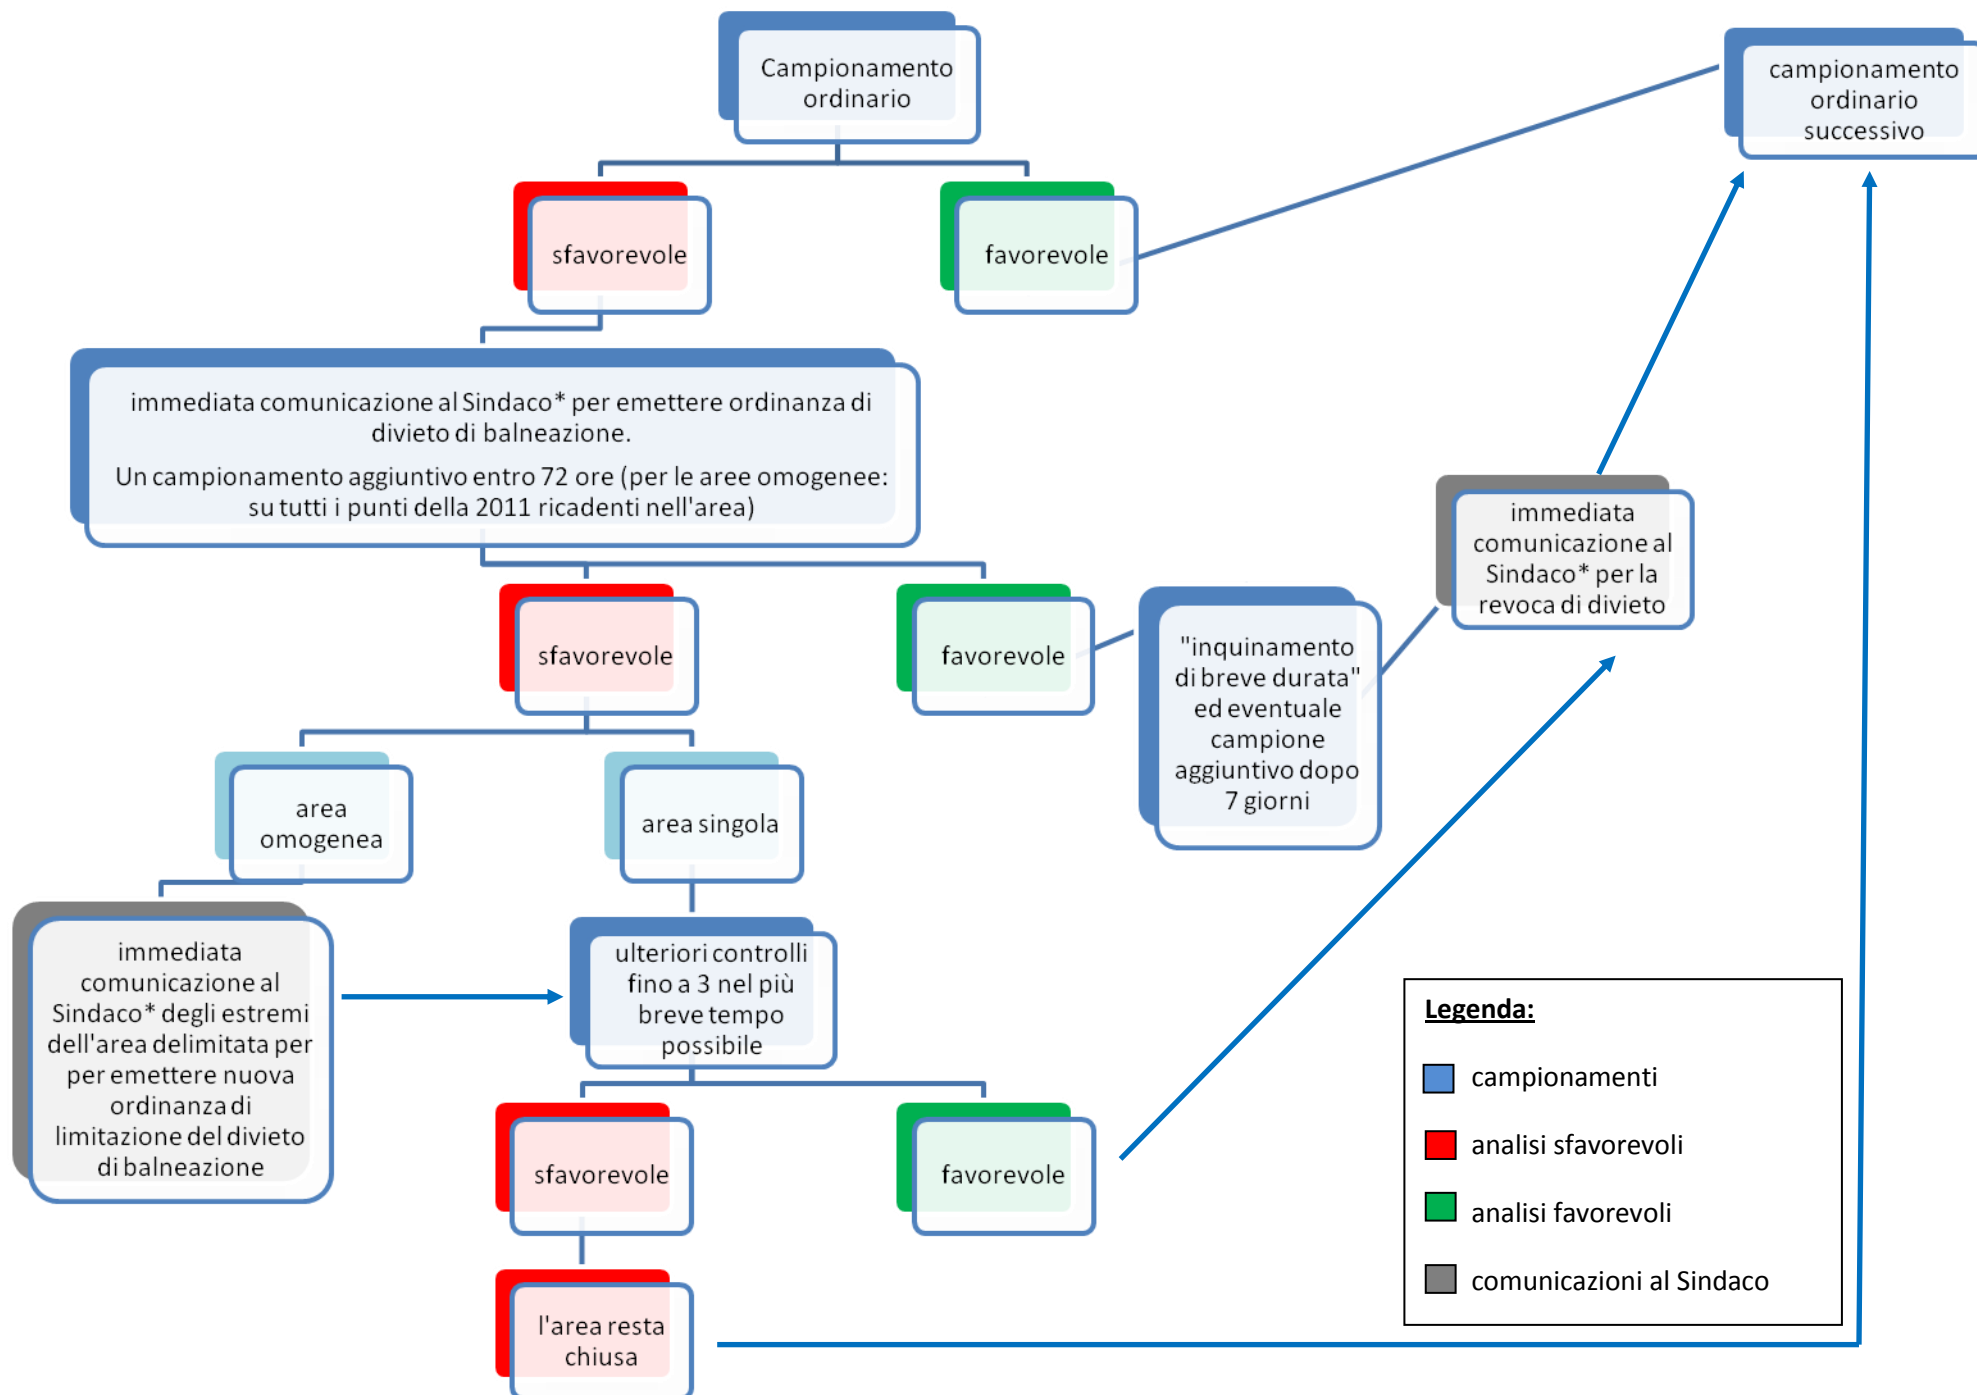 Campionamento
ordinario
campionamento
ordinario
successivo
sfavorevole
favorevole
immediata comunicazione al Sindaco* per emettere ordinanza di
divieto di balneazione.
Un campionamento aggiuntivo entro 72 ore (per le aree omogenee:
su tutti i punti della 2011 ricadenti nell'area)
immediata
comunicazione al
Sindaco* per la
revoca di divieto
sfavorevole
favorevole
"inquinamento
di breve durata"
ed eventuale
campione
aggiuntivo dopo
7 giorni
area
omogenea
area singola
immediata
comunicazione al
Sindaco* degli estremi
dell'area delimitata per
per emettere nuova
ordinanza di
limitazione del divieto
di balneazione
ulteriori controlli
fino a 3 nel più
breve tempo
possibile
sfavorevole
favorevole
l'area resta
chiusa
Legenda:
campionamenti
analisi sfavorevoli
analisi favorevoli
comunicazioni al Sindaco